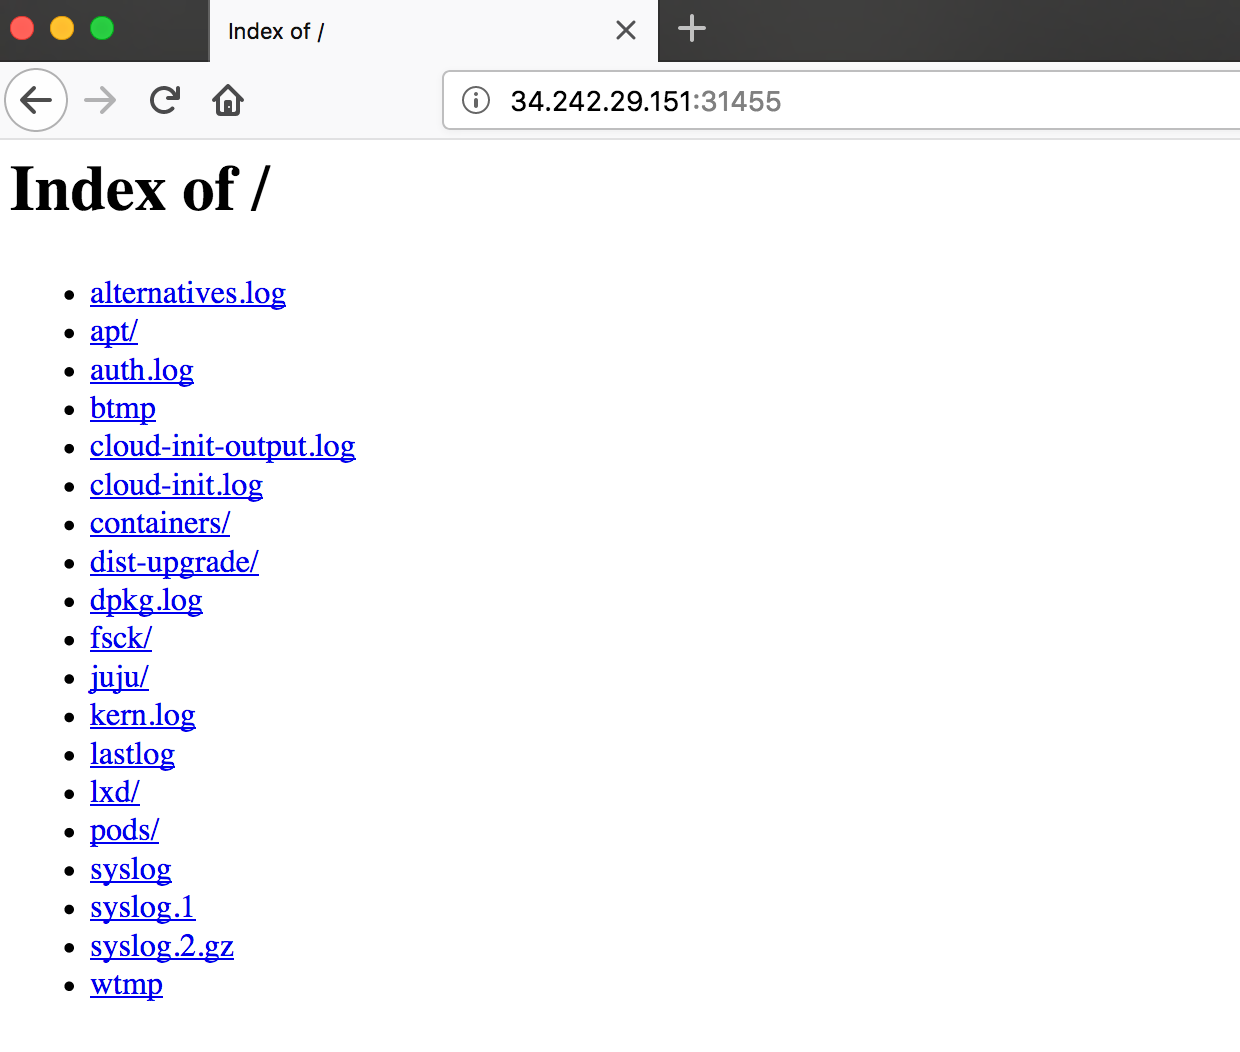 Index of /
34.242.29.151:31455
Index of /
alternatives.log
apt/
auth.log
btmp
cloud-init-output.log
cloud-init.log
containers/
dist-upgrade/
dpkg.log
fsck/
juju/
kern.log
lastlog
lxd/
pods/
syslog
syslog.1
syslog.2.gz
wtmp